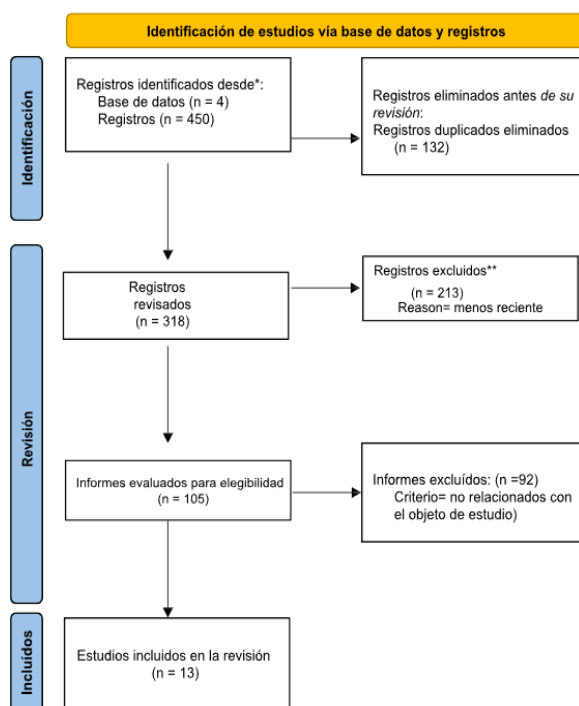 Identificación de estudios vía base de datos y registros
Identificación
Registros identificados desde*:
Base de datos (n = 4)
Registros (n = 450)
Registros eliminados antes de su
revisión:
Registros duplicados eliminados
(n = 132)
Revisión
Registros
revisados
(n = 318)
Registros excluidos**
(n = 213)
Reason= menos reciente
Informes evaluados para elegibilidad
(n = 105)
Informes excluídos: (n =92)
Criterio= no relacionados con
el objeto de estudio)
Incluídos
Estudios incluidos en la revisión
(n = 13)